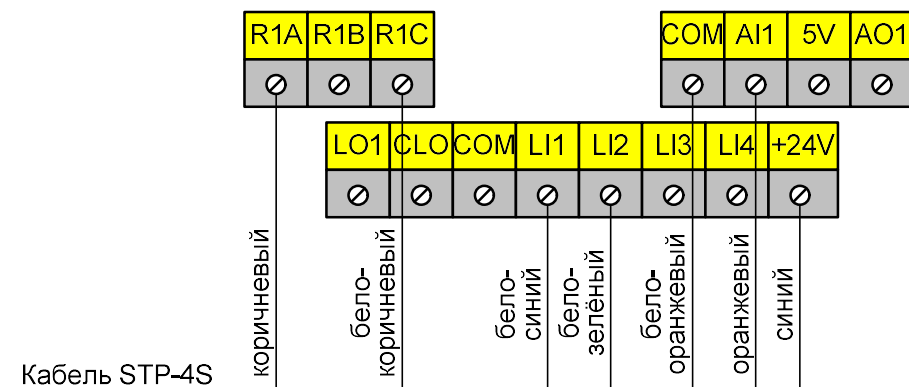 R1A R1B R1C COM AI1 5V AO1
LO1 CLO COM LI1 LI2 LI3 LI4 +24V
коричневый
бело-
коричневый
бело-
синий
бело-
зелёный
бело-
оранжевый
оранжевый
синий
Кабель STP-4S